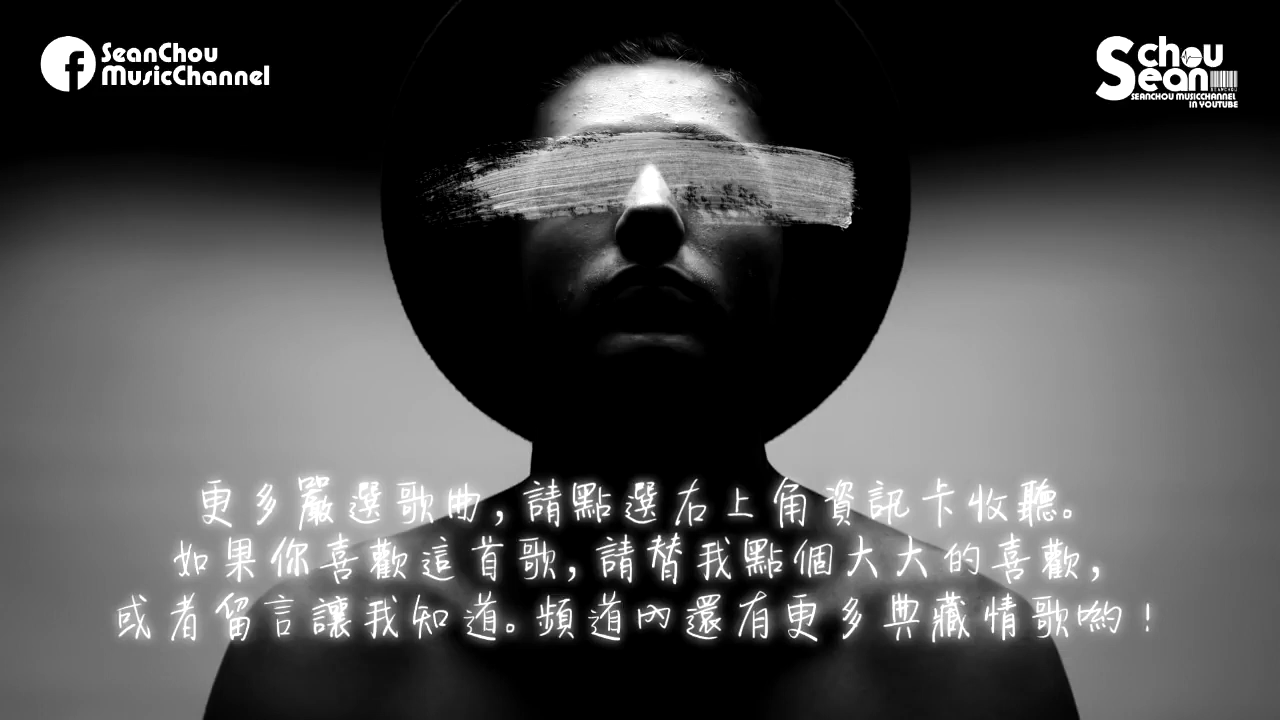 SeanChou
MusicChannel
Schou
Sean
SEANCHOU
SEANCHOU MUSICCHANNEL
IN YOUTUBE
更多嚴選歌曲,請點選右上角資訊卡收聽。
如果你喜歡這首歌,請替我點個大大的喜歡,
或者留言讓我知道。頻道內還有更多典藏情歌喲!